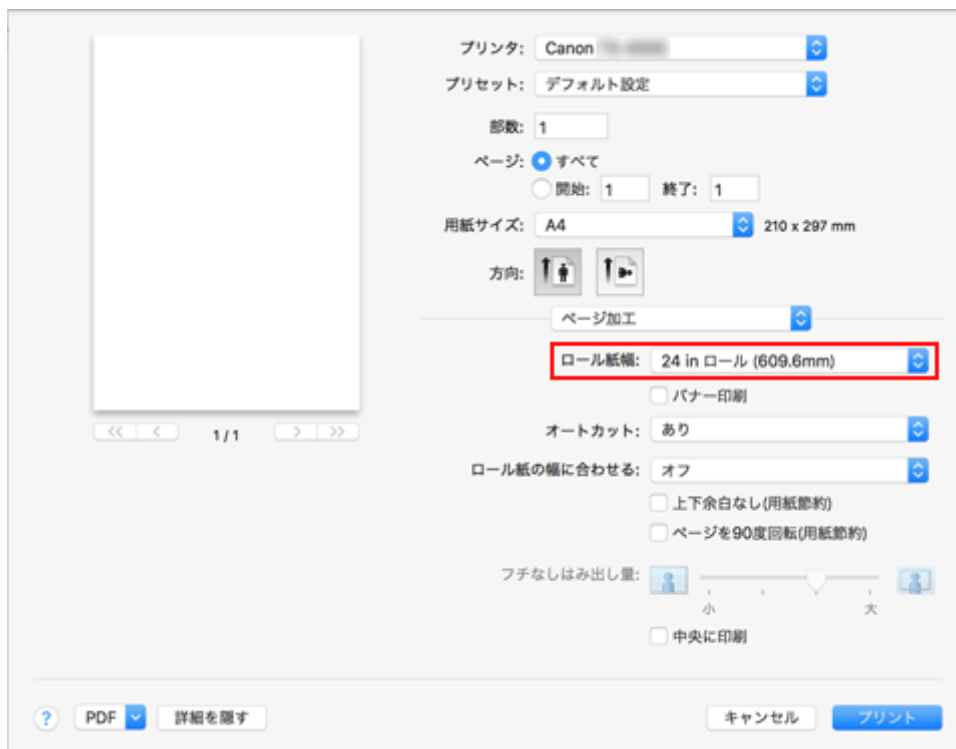 プリンタ: Canon
プリセット: デフォルト設定
部数: 1
ページ: すべて
開始: 1 終了: 1
用紙サイズ: A4 210 x 297 mm
方向:
ページ加工
ロール紙幅: 24 in ロール (609.6mm)
バナー印刷
1 / 1
オートカット: あり
ロール紙の幅に合わせる: オフ
上下余白なし(用紙節約)
ページを90度回転(用紙節約)
フチなしはみ出し量:
小 大
中央に印刷
? PDF 詳細を隠す キャンセル プリント